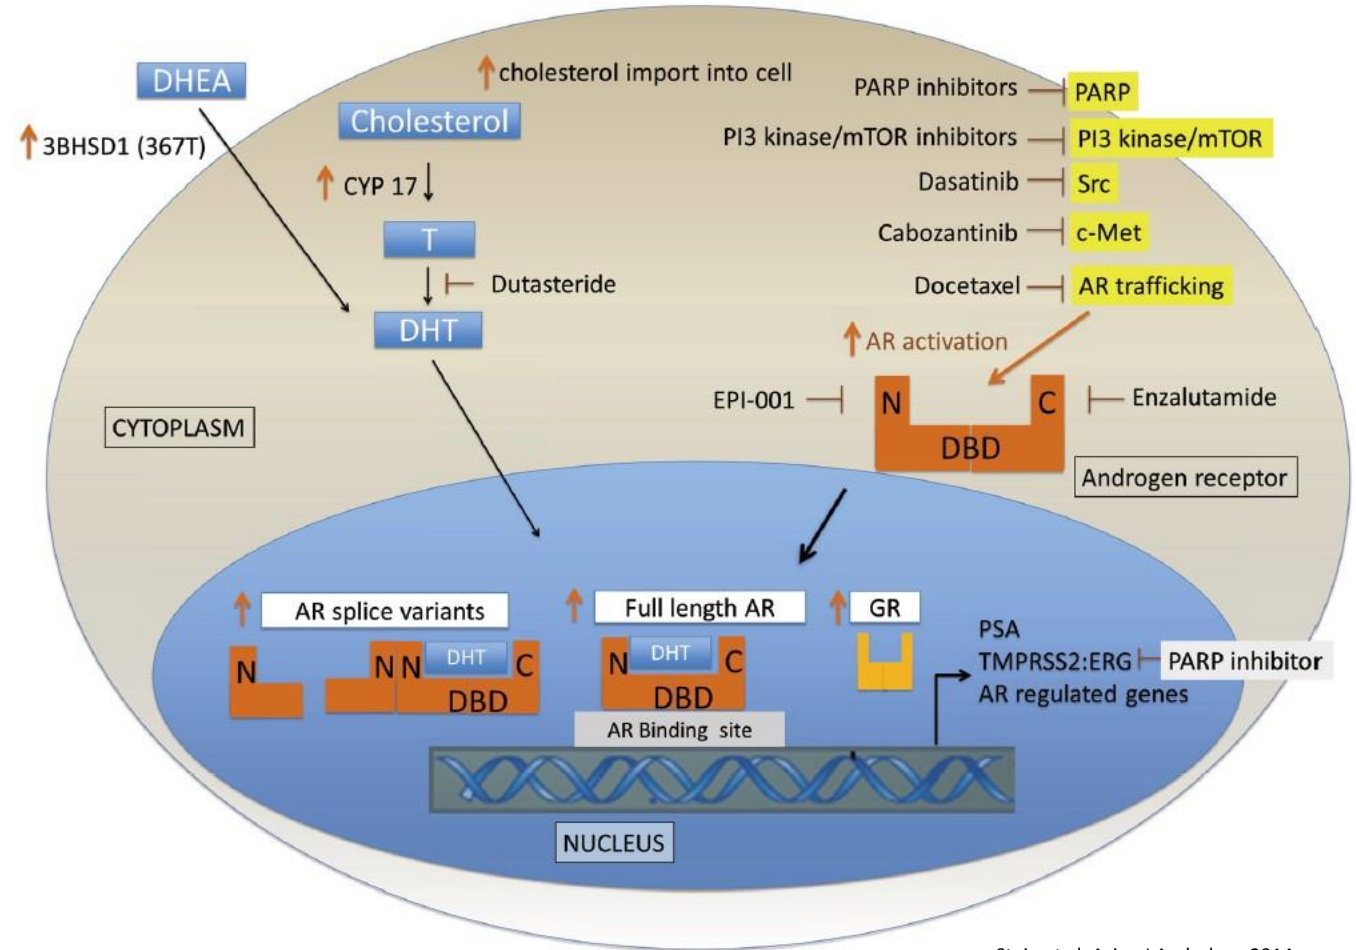 DHEA
3BHSD1 (367T)
cholesterol import into cell
Cholesterol
CYP 17
T
Dutasteride
DHT
PARP inhibitors
PARP
PI3 kinase/mTOR inhibitors
PI3 kinase/mTOR
Dasatinib
Src
Cabozantinib
c-Met
Docetaxel
AR trafficking
AR activation
EPI-001
N
C
DBD
Enzalutamide
Androgen receptor
CYTOPLASM
AR splice variants
N
N
N
DHT
C
DBD
Full length AR
N
DHT
C
DBD
GR
PSA
TMPRSS2:ERG
AR regulated genes
PARP inhibitor
AR Binding site
NUCLEUS